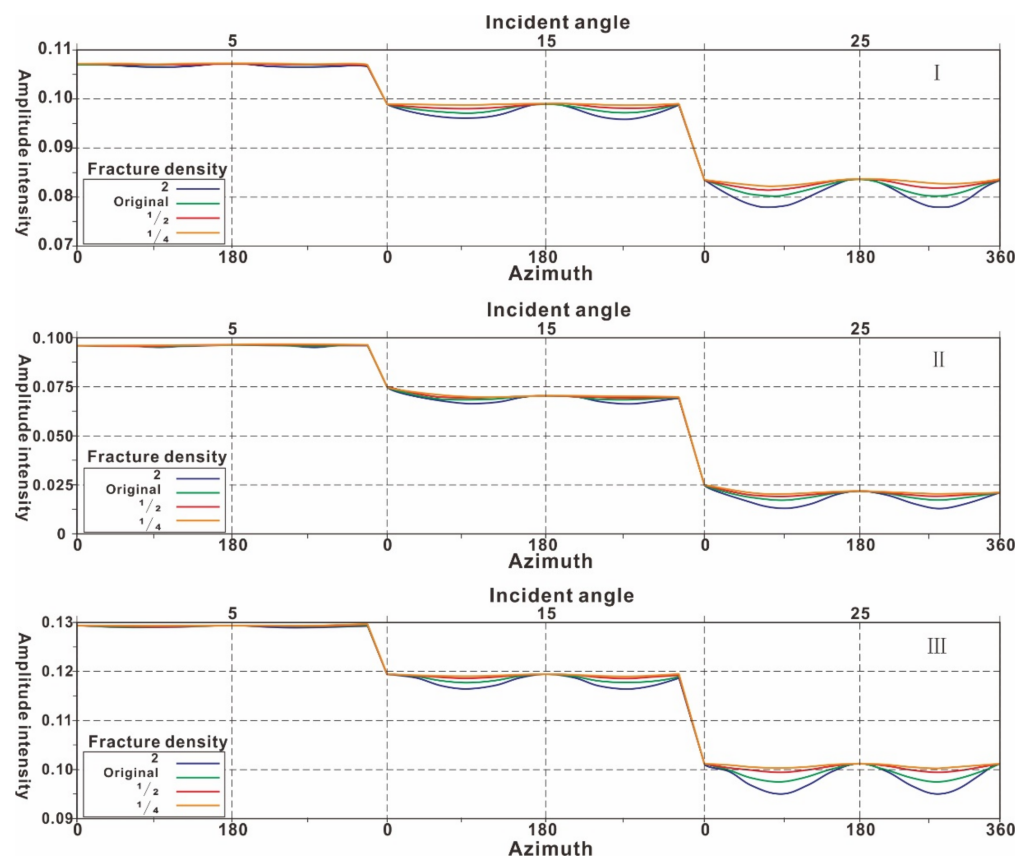 Incident angle
5 15 25
0.11
0.10
0.09
0.08
0.07
Amplitude intensity
I
Fracture density
2
Original
1/2
1/4
0 180 0 180 0 180 360
Azimuth
Incident angle
5 15 25
0.100
0.075
0.050
0.025
0
Amplitude intensity
II
Fracture density
2
Original
1/2
1/4
0 180 0 180 0 180 360
Azimuth
Incident angle
5 15 25
0.13
0.12
0.11
0.10
0.09
Amplitude intensity
III
Fracture density
2
Original
1/2
1/4
0 180 0 180 0 180 360
Azimuth